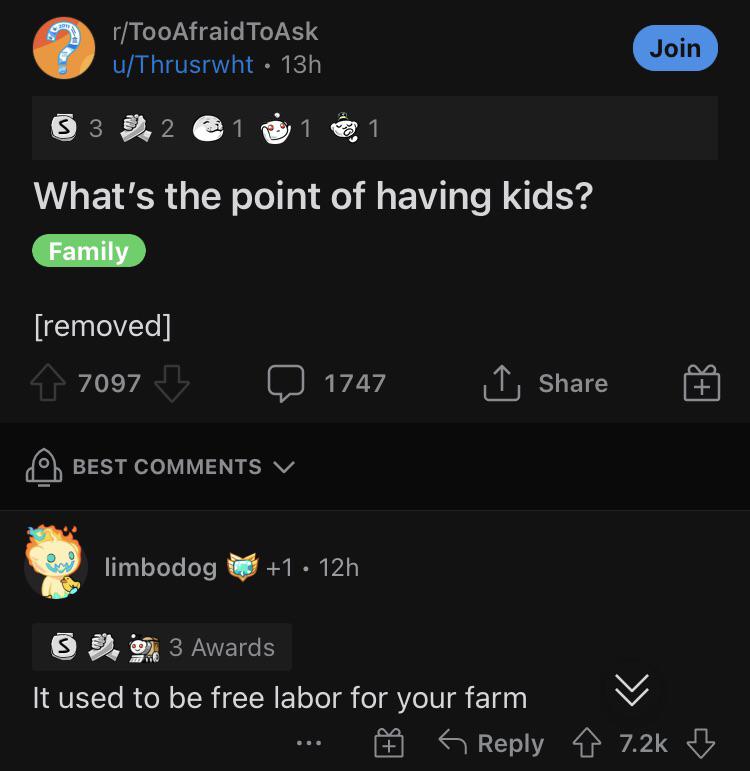 r/TooAfraidToAsk
u/Thrusrwht • 13h
Join
S 3 2 1 1 1
What's the point of having kids?
Family
[removed]
7097 1747 Share
BEST COMMENTS
limbodog +1 • 12h
S 3 Awards
It used to be free labor for your farm
... Reply 7.2k